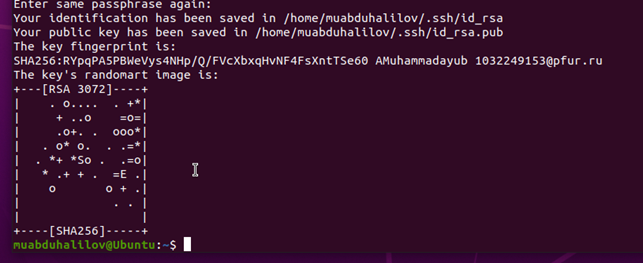 Enter same passphrase again:
Your identification has been saved in /home/muabduhalilov/.ssh/id_rsa
Your public key has been saved in /home/muabduhalilov/.ssh/id_rsa.pub
The key fingerprint is:
SHA256:RYpqPA5PBWeVys4NHp/Q/FVcXbxqHvNF4FsXntTSe60 AMuhammadayub 1032249153@pfur.ru
The key's randomart image is:
+---[RSA 3072]----+
|    . o....  . +*|
|     + ..o    =o=|
|     .o+. .  ooo*|
|   . o* o.  . .=*|
|  . *+ *So .  .=o|
|   * .+ + .  =E .|
|    o       o + .|
|             . . |
|                 |
+----[SHA256]-----+
muabduhalilov@Ubuntu:~$